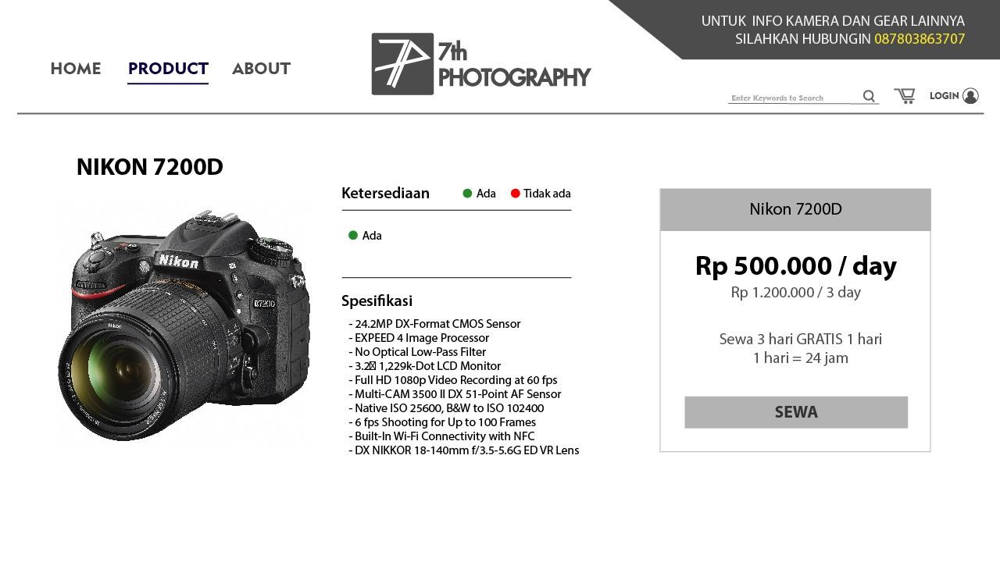 UNTUK INFO KAMERA DAN GEAR LAINNYA
SILAHKAN HUBUNGIN 087803863707
HOME PRODUCT ABOUT
7th
PHOTOGRAPHY
Enter Keywords to Search
LOGIN
NIKON 7200D
Ketersediaan Ada Tidak ada
Ada
Nikon
D7200
Nikon
Spesifikasi
- 24.2MP DX-Format CMOS Sensor
- EXPEED 4 Image Processor
- No Optical Low-Pass Filter
- 3.2 1,229k-Dot LCD Monitor
- Full HD 1080p Video Recording at 60 fps
- Multi-CAM 3500 II DX 51-Point AF Sensor
- Native ISO 25600, B&W to ISO 102400
- 6 fps Shooting for Up to 100 Frames
- Built-In Wi-Fi Connectivity with NFC
- DX NIKKOR 18-140mm f/3.5-5.6G ED VR Lens
Nikon 7200D
Rp 500.000 / day
Rp 1.200.000 / 3 day
Sewa 3 hari GRATIS 1 hari
1 hari = 24 jam
SEWA